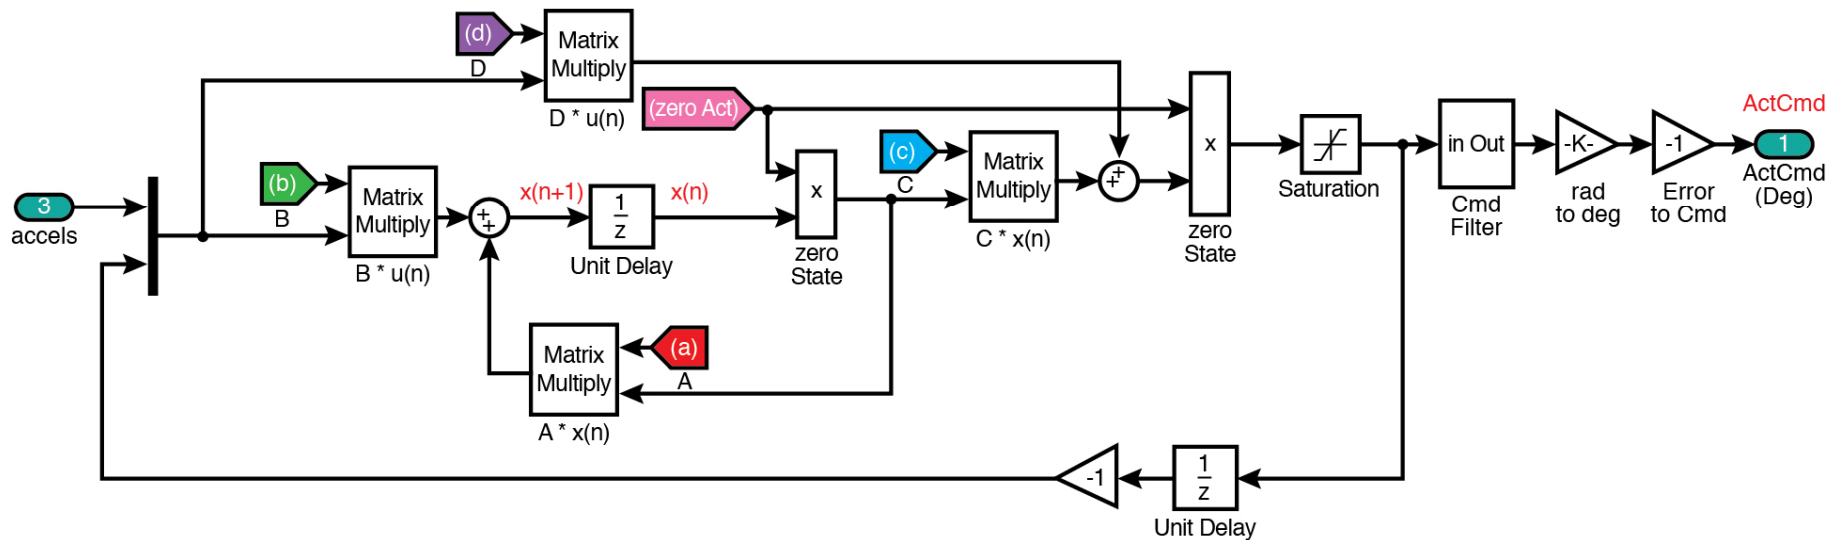 (d)
D
Matrix
Multiply
D * u(n)
(zero Act)
ActCmd
3
accels
(b)
B
Matrix
Multiply
B * u(n)
+
+
x(n+1)
1
z
Unit Delay
x(n)
x
zero
State
(c)
C
Matrix
Multiply
C * x(n)
+
+
x
zero
State
Saturation
in Out
Cmd
Filter
-K-
rad
to deg
-1
Error
to Cmd
1
ActCmd
(Deg)
Matrix
Multiply
A * x(n)
(a)
A
-1
1
z
Unit Delay